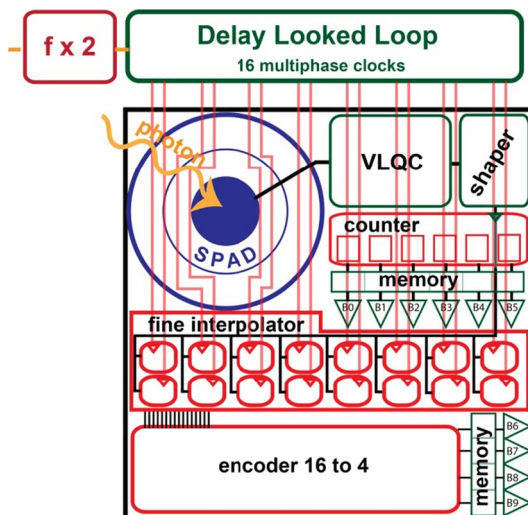 f x 2
Delay Looked Loop
16 multiphase clocks
photon
SPAD
VLQC
shaper
counter
memory
B0 B1 B2 B3 B4 B5
fine interpolator
encoder 16 to 4
memory
B6
B7
B8
B9